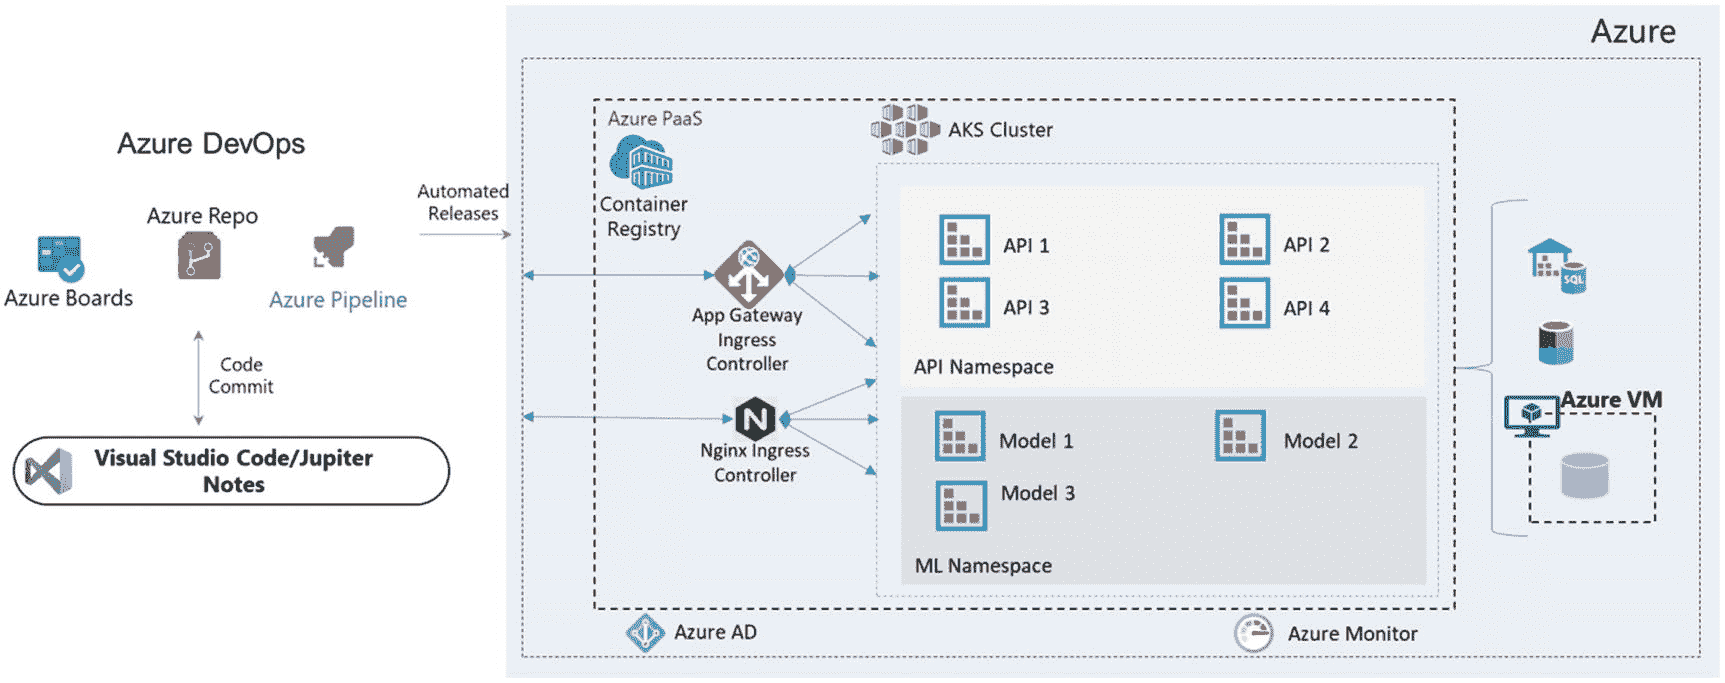 Azure
Azure DevOps
Azure Repo
Azure Boards
Azure Pipeline
Code
Commit
Visual Studio Code/Jupiter
Notes
Automated
Releases
Azure PaaS
Container
Registry
AKS Cluster
App Gateway
Ingress
Controller
N
Nginx Ingress
Controller
API 1
API 2
API 3
API 4
API Namespace
Model 1
Model 2
Model 3
ML Namespace
SQL
Azure VM
Azure AD
Azure Monitor